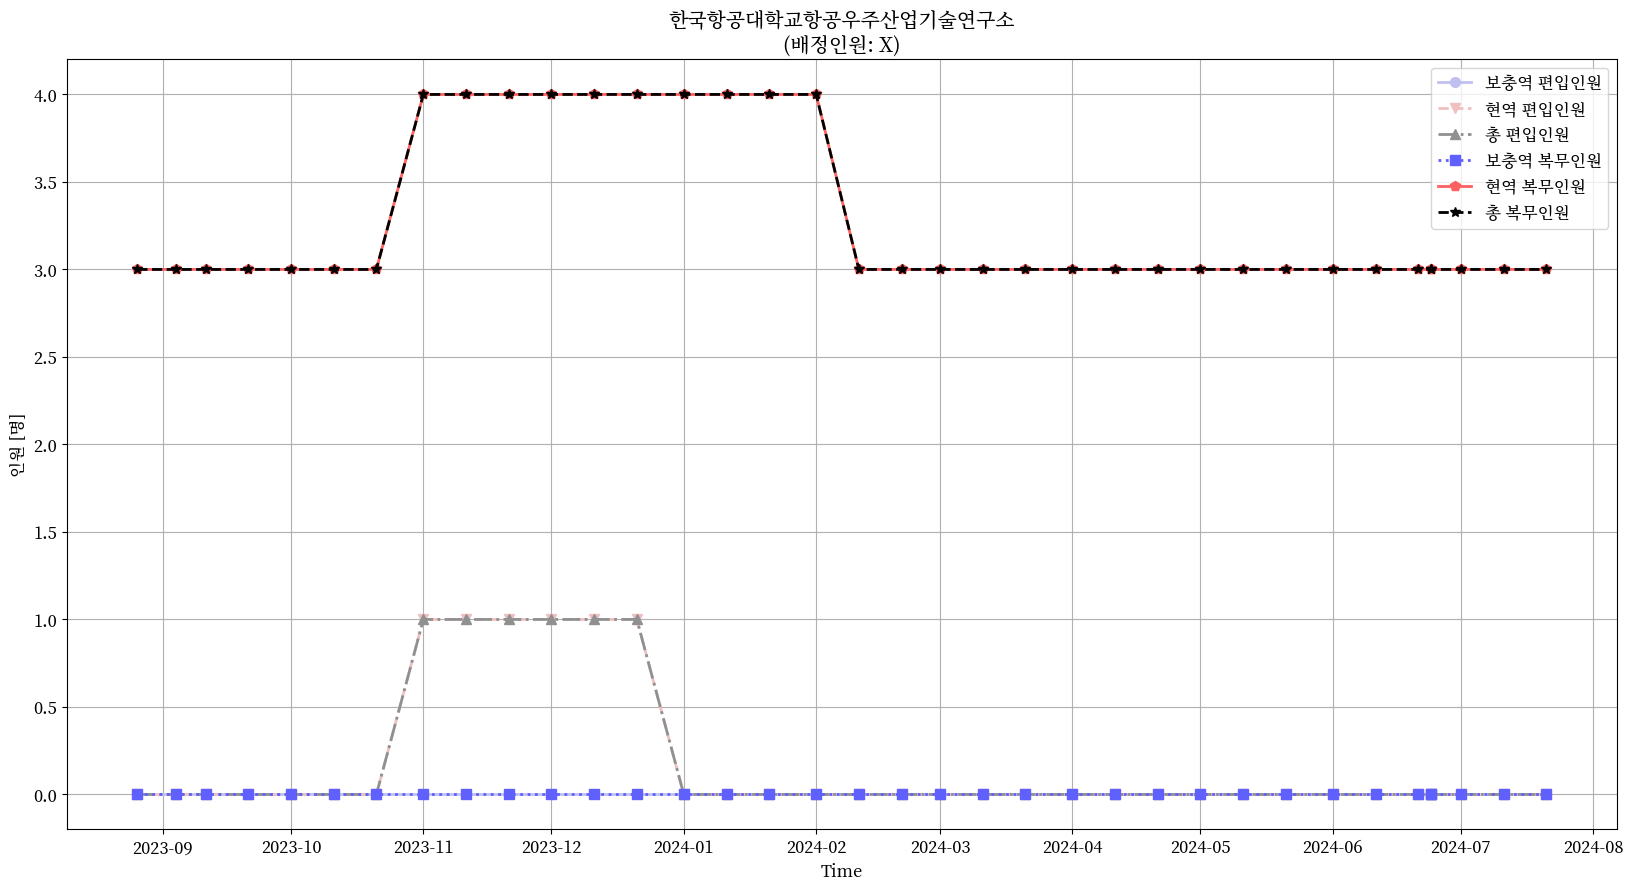 한국항공대학교항공우주산업기술연구소
(배정인원: X)
보충역 편입인원
현역 편입인원
총 편입인원
보충역 복무인원
현역 복무인원
총 복무인원
인원 [명]
4.0
3.5
3.0
2.5
2.0
1.5
1.0
0.5
0.0
2023-09 2023-10 2023-11 2023-12 2024-01 2024-02 2024-03 2024-04 2024-05 2024-06 2024-07 2024-08
Time